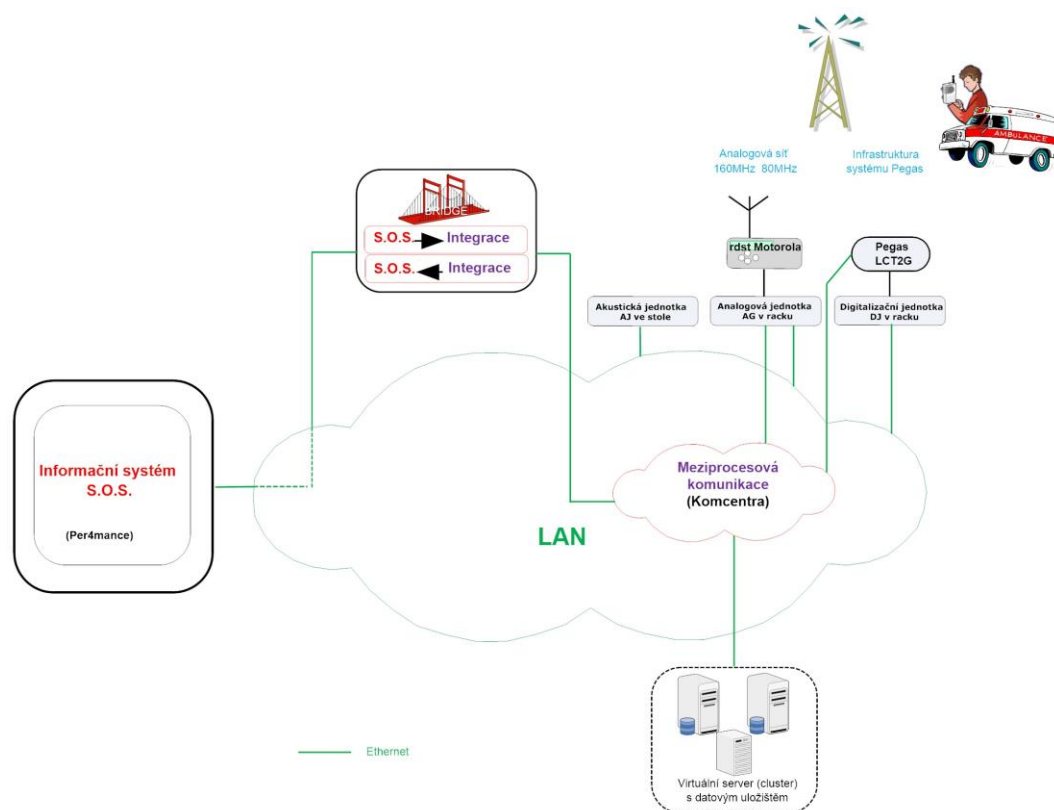 Analogová síť
160MHz 80MHz
Infrastruktura
systému Pegas
AMBULANCE
BRIDGE
S.O.S. Integrace
S.O.S. Integrace
rdst Motorola
Pegas
LCT2G
Akustická jednotka
AJ ve stole
Analogová jednotka
AG v racku
Digitalizační jednotka
DJ v racku
Informační systém
S.O.S.
(Per4mance)
Meziprocesová
komunikace
(Komcentra)
LAN
Ethernet
Virtuální server (cluster)
s datovým uložištěm